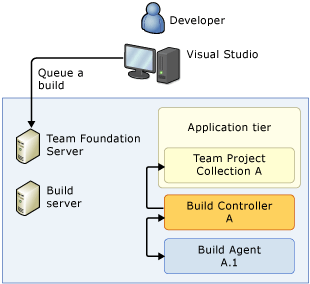 Developer
Visual Studio
Queue a
build
Team Foundation
Server
Build
server
Application tier
Team Project
Collection A
Build Controller
A
Build Agent
A.1